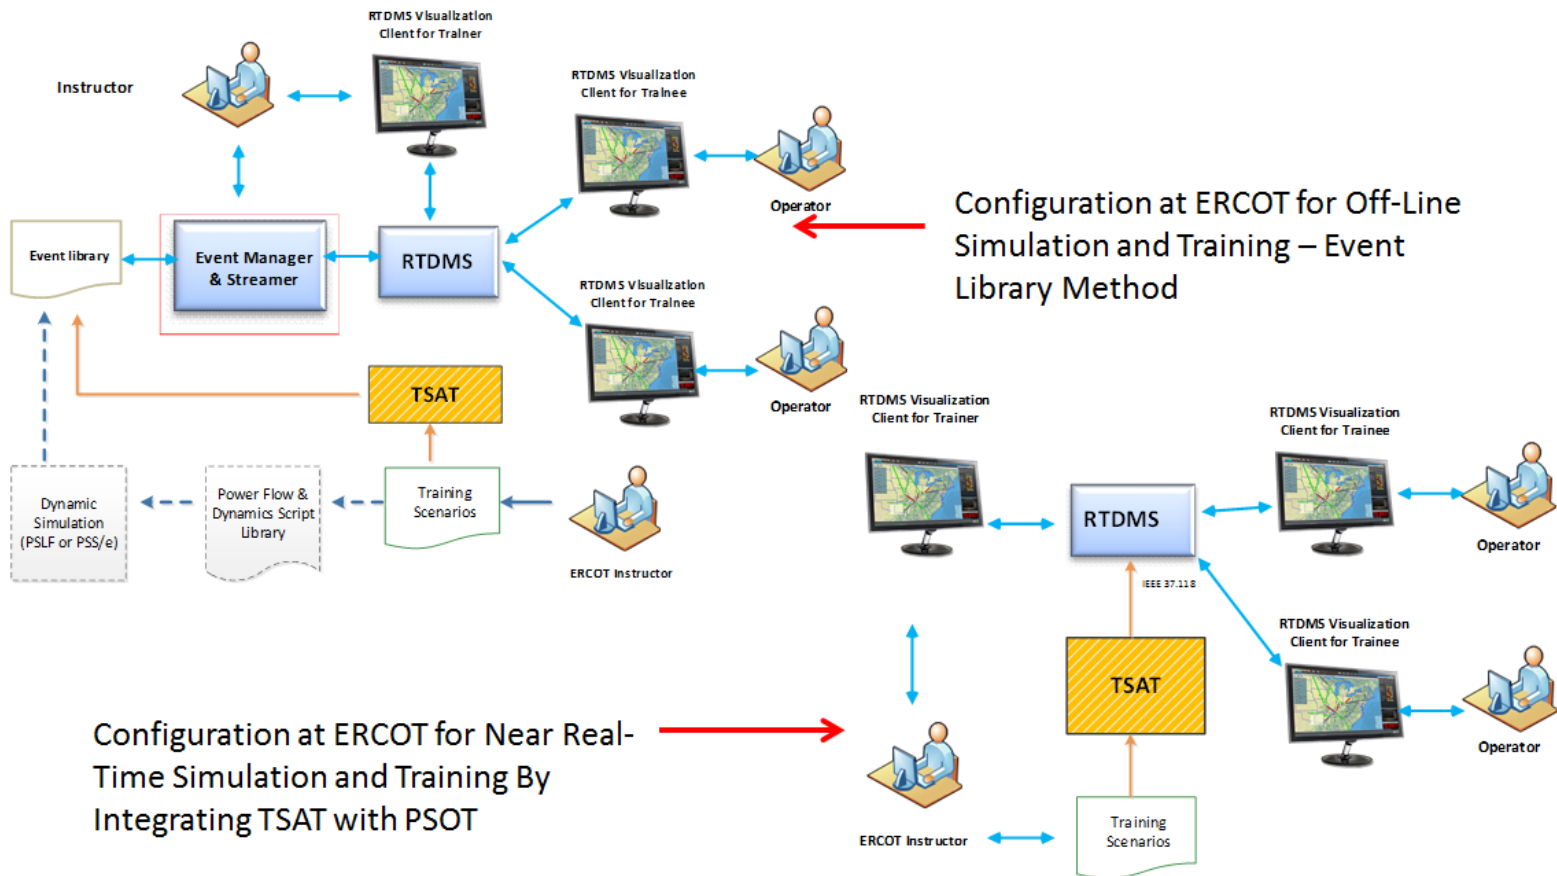 RTDMS Visualization
Client for Trainer
Instructor
RTDMS Visualization
Client for Trainee
Operator
Event library
Event Manager
& Streamer
RTDMS
RTDMS Visualization
Client for Trainee
Operator
Configuration at ERCOT for Off-Line
Simulation and Training – Event
Library Method
TSAT
Dynamic
Simulation
(PSLF or PSS/e)
Power Flow &
Dynamics Script
Library
Training
Scenarios
ERCOT Instructor
RTDMS Visualization
Client for Trainer
RTDMS Visualization
Client for Trainee
Operator
RTDMS
IEEE 37.118
RTDMS Visualization
Client for Trainee
Operator
TSAT
Configuration at ERCOT for Near Real-
Time Simulation and Training By
Integrating TSAT with PSOT
ERCOT Instructor
Training
Scenarios